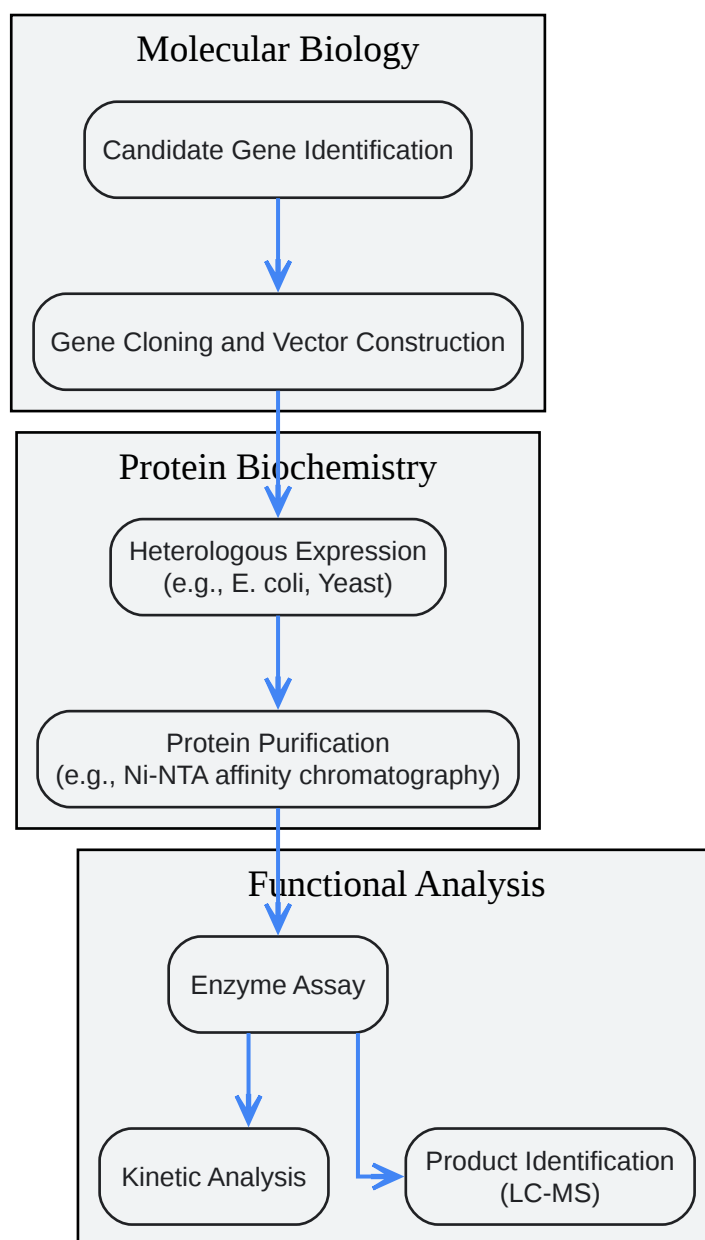 Molecular Biology
Candidate Gene Identification
Gene Cloning and Vector Construction
Protein Biochemistry
Heterologous Expression
(e.g., E. coli, Yeast)
Protein Purification
(e.g., Ni-NTA affinity chromatography)
Functional Analysis
Enzyme Assay
Kinetic Analysis
Product Identification
(LC-MS)